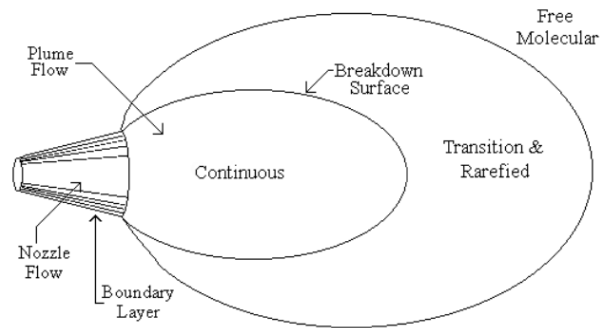 Free
Molecular
Plume
Flow
Breakdown
Surface
Transition &
Rarefied
Continuous
Nozzle
Flow
Boundary
Layer